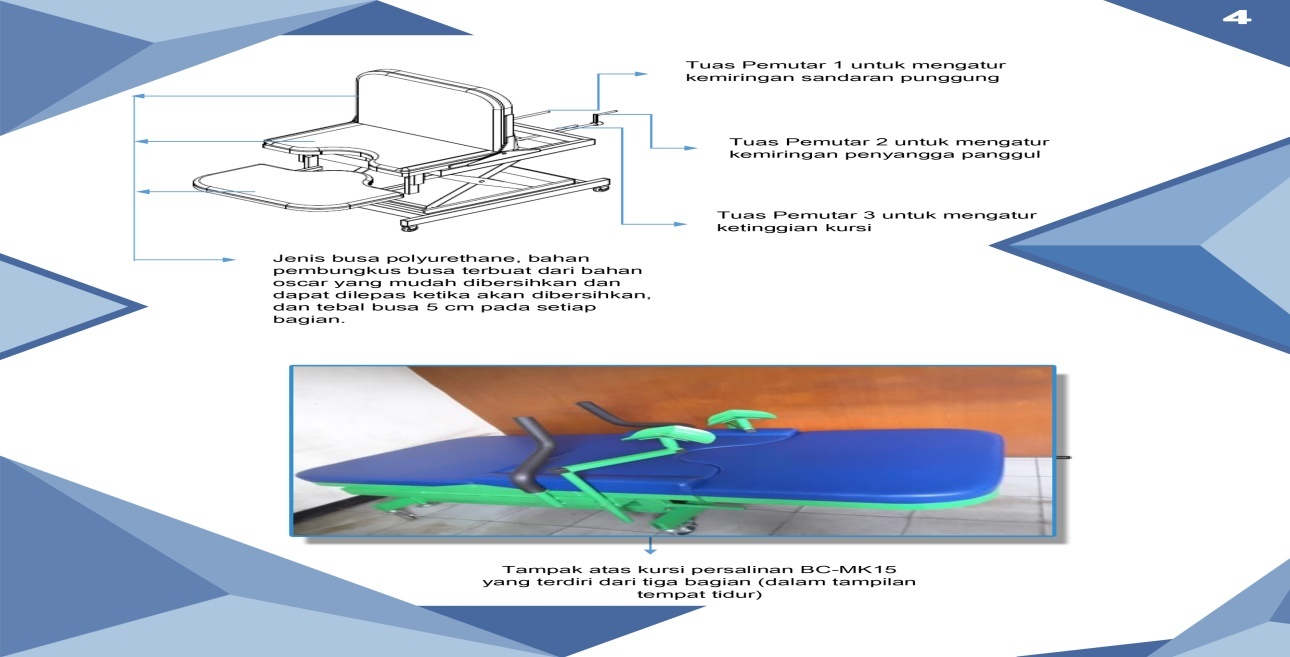 4
Tuas Pemutar 1 untuk mengatur
kemiringan sandaran punggung
Tuas Pemutar 2 untuk mengatur
kemiringan penyangga panggul
Tuas Pemutar 3 untuk mengatur
ketinggian kursi
Jenis busa polyurethane, bahan
pembungkus busa terbuat dari bahan
oscar yang mudah dibersihkan dan
dapat dilepas ketika akan dibersihkan,
dan tebal busa 5 cm pada setiap
bagian.
Tampak atas kursi persalinan BC-MK15
yang terdiri dari tiga bagian (dalam tampilan
tempat tidur)